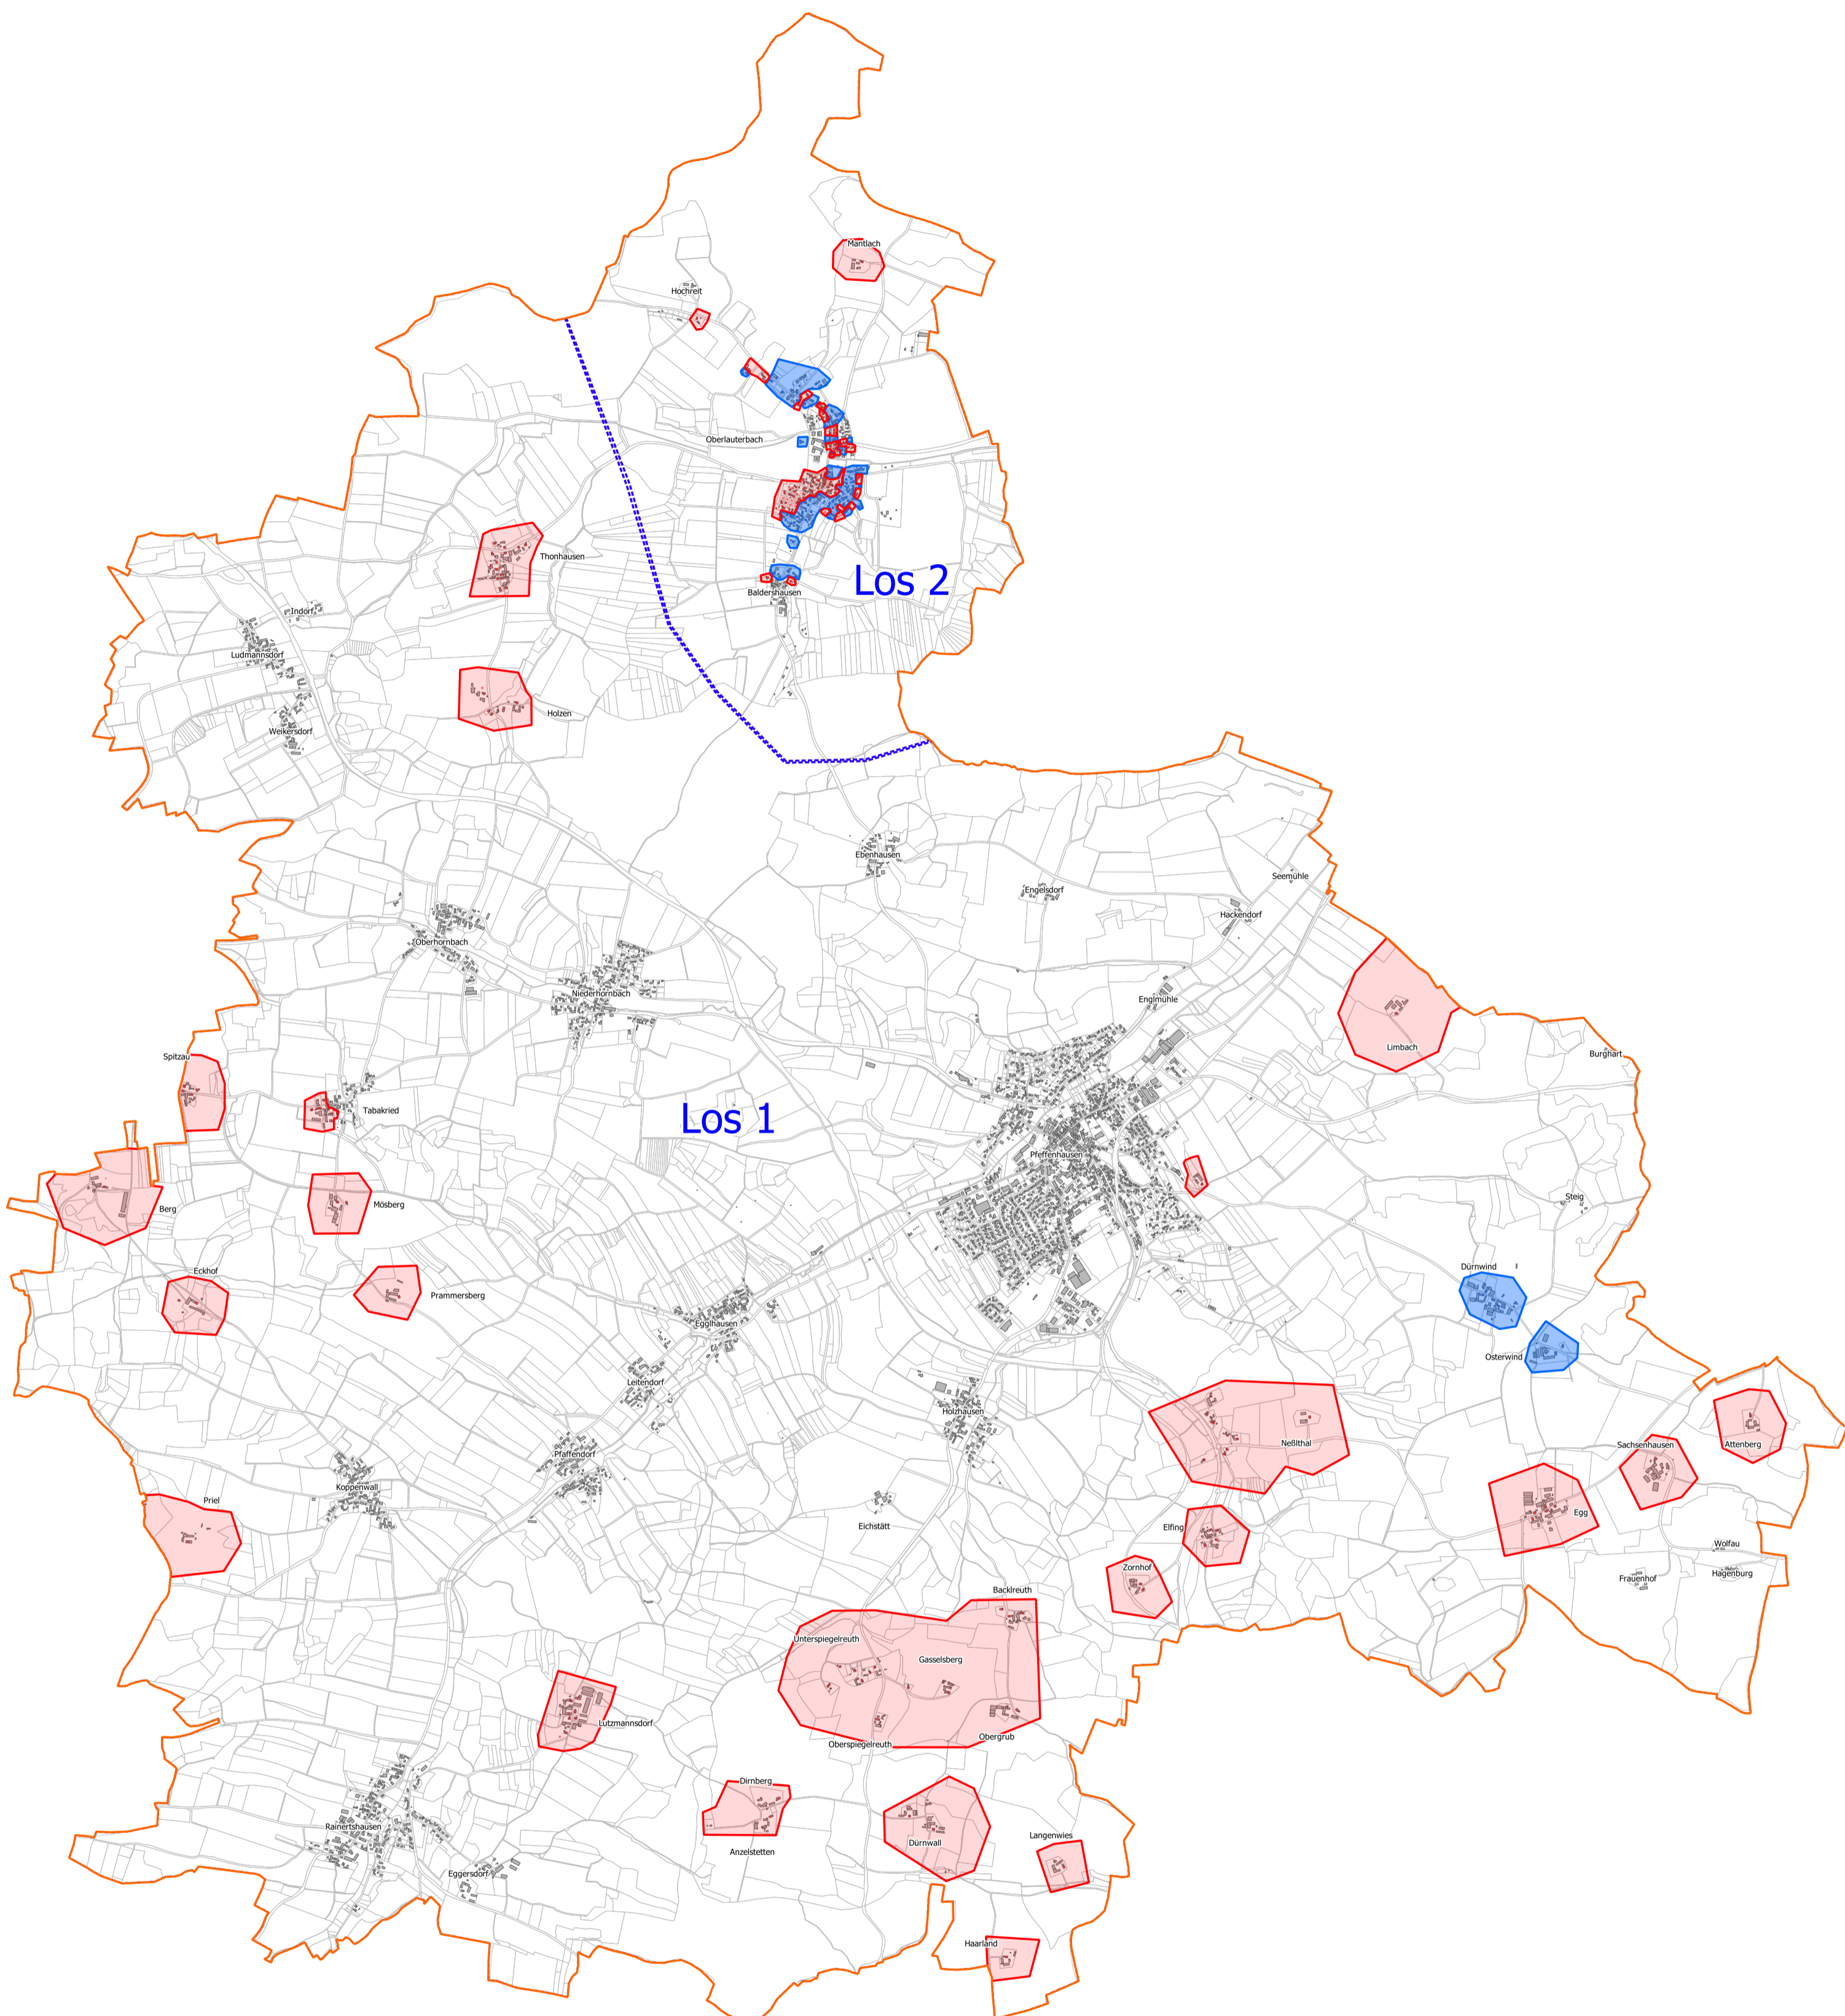 Mantlach
Hochreit
Oberlauterbach
Thonhausen
Los 2
Baldershausen
Indorf
Ludmannsdorf
Holzen
Weikersdorf
Ebenhausen
Seemühle
Engelsdorf
Hackendorf
Oberhornbach
Niederhornbach
Englmühle
Limbach
Burghart
Spitzau
Tabakried
Los 1
Pfeffenhausen
Steig
Mösberg
Berg
Dürnwind
Eckhof
Prammersberg
Egglhausen
Osterwind
Leitendorf
Holzhausen
Neßlthal
Sachsenhausen
Attenberg
Pfaffendorf
Koppenwall
Priel
Egg
Eichstätt
Elfing
Wolfau
Zornhof
Frauenhof
Hagenburg
Backlreuth
Unterspiegelreuth
Gasselsberg
Lutzmannsdorf
Obergrub
Oberspiegelreuth
Dirnberg
Rainertshausen
Langenwies
Dürnwall
Anzelstetten
Eggersdorf
Haarland